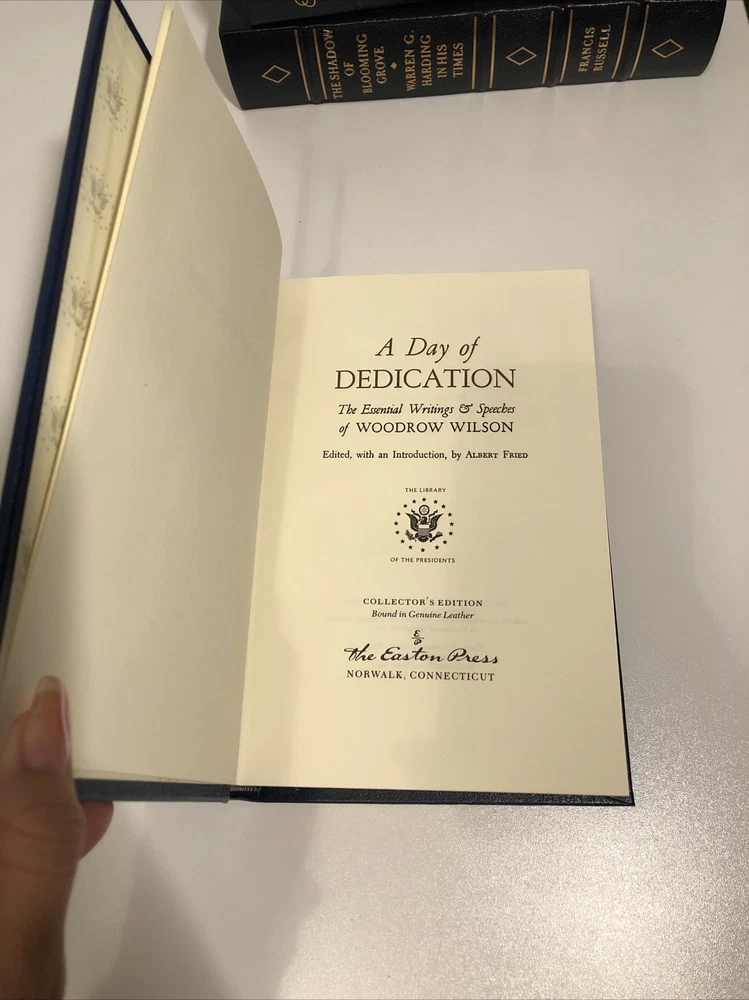 THE SHADOW
OF
BLOOMING
GROVE
WARREN G.
HARDING
IN HIS
TIMES
FRANCIS
RUSSELL
A Day of
DEDICATION
The Essential Writings & Speeches
of WOODROW WILSON
Edited, with an Introduction, by ALBERT FRIED
THE LIBRARY
OF THE PRESIDENTS
COLLECTOR'S EDITION
Bound in Genuine Leather
The Easton Press
NORWALK, CONNECTICUT